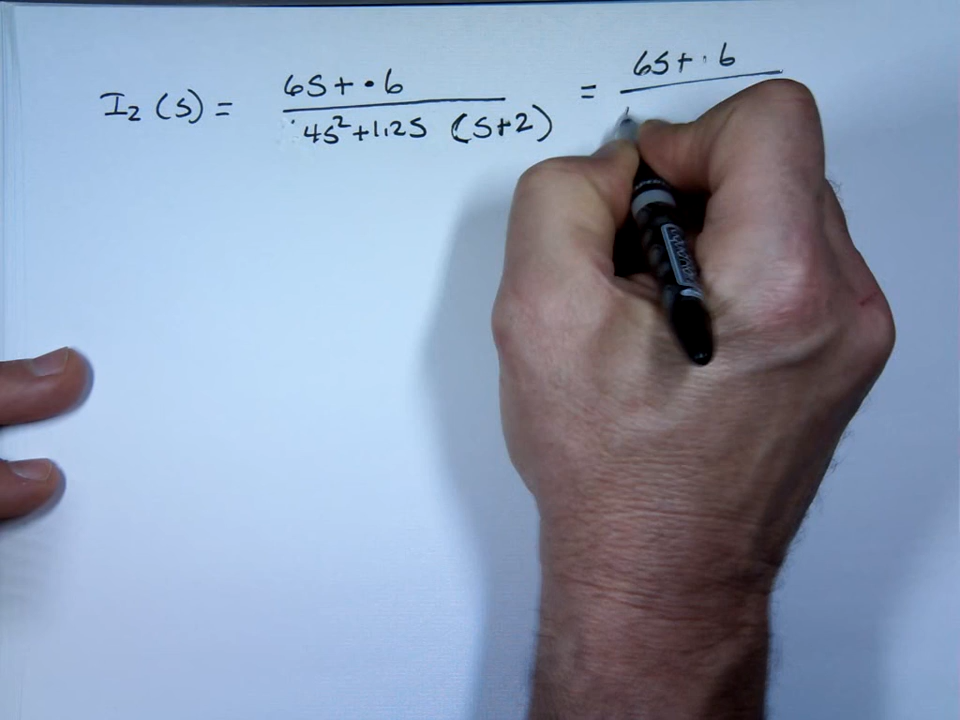 I₂(s) = (6s + .6) / (.4s² + 1.2s (s+2)) = 6s + .6